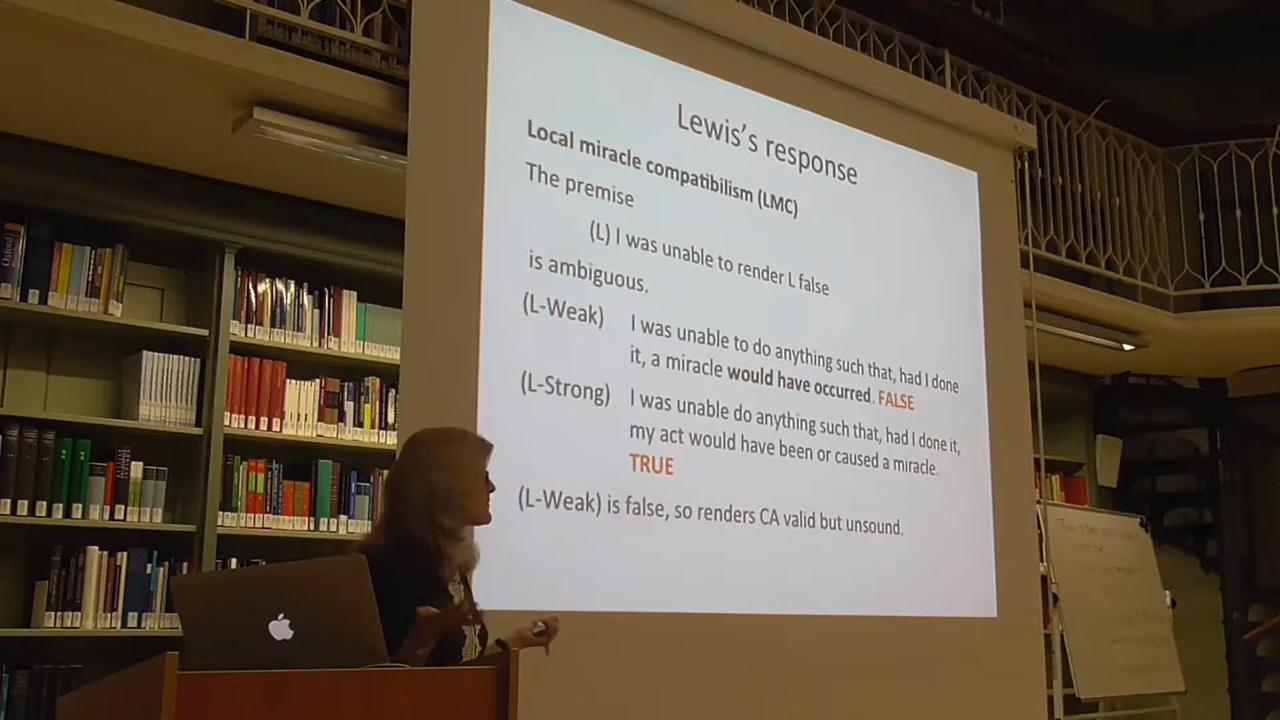 Lewis's response
Local miracle compatibilism (LMC)
The premise
(L) I was unable to render L false
is ambiguous.
(L-Weak) I was unable to do anything such that, had I done
it, a miracle would have occurred. FALSE
(L-Strong) I was unable do anything such that, had I done it,
my act would have been or caused a miracle.
TRUE
(L-Weak) is false, so renders CA valid but unsound.
Oxford